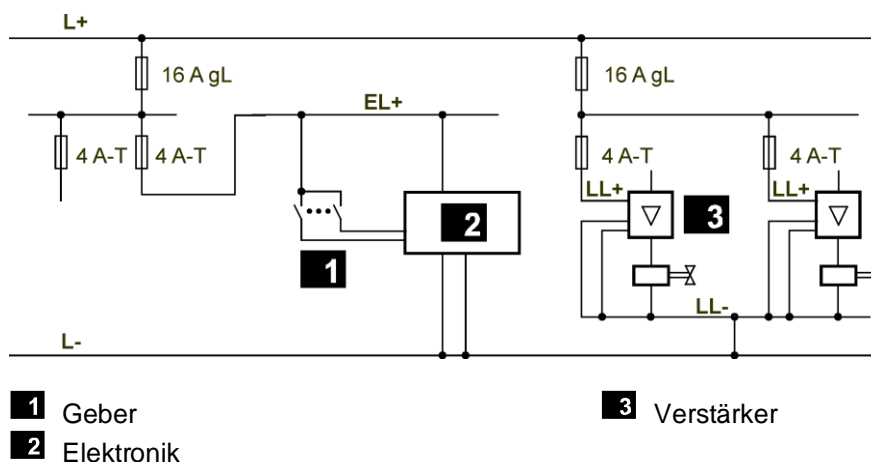 L+
16 A gL
16 A gL
EL+
4 A-T
4 A-T
4 A-T
4 A-T
LL+
LL+
2
3
1
LL-
L-
1 Geber
3 Verstärker
2 Elektronik